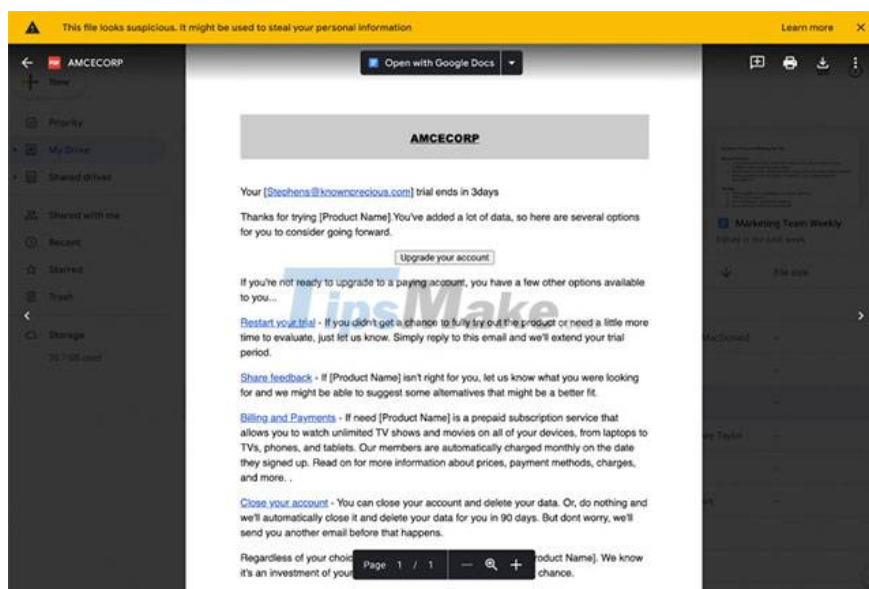 This file looks suspicious. It might be used to steal your personal information
Learn more
AMCECORP
Open with Google Docs
New
Priority
My Drive
Shared drives
Shared with me
Recent
Starred
Trash
Storage
Marketing Team Weekly
File size
AMCECORP
Your [Stephens@knownprecious.com] trial ends in 3days
Thanks for trying [Product Name].You've added a lot of data, so here are several options
for you to consider going forward.
Upgrade your account
If you're not ready to upgrade to a paying account, you have a few other options available
to you...
TipsMake
Restart your trial - If you didn't get a chance to fully try out the product or need a little more
time to evaluate, just let us know. Simply reply to this email and we'll extend your trial
period.
Share feedback - If [Product Name] isn't right for you, let us know what you were looking
for and we might be able to suggest some alternatives that might be a better fit.
Billing and Payments - If need [Product Name] is a prepaid subscription service that
allows you to watch unlimited TV shows and movies on all of your devices, from laptops to
TVs, phones, and tablets. Our members are automatically charged monthly on the date
they signed up. Read on for more information about prices, payment methods, charges,
and more. .
Close your account - You can close your account and delete your data. Or, do nothing and
we'll automatically close it and delete your data for you in 90 days. But dont worry, we'll
send you another email before that happens.
Regardless of your choic roduct Name]. We know
it's an investment of your chance.
Page 1 / 1